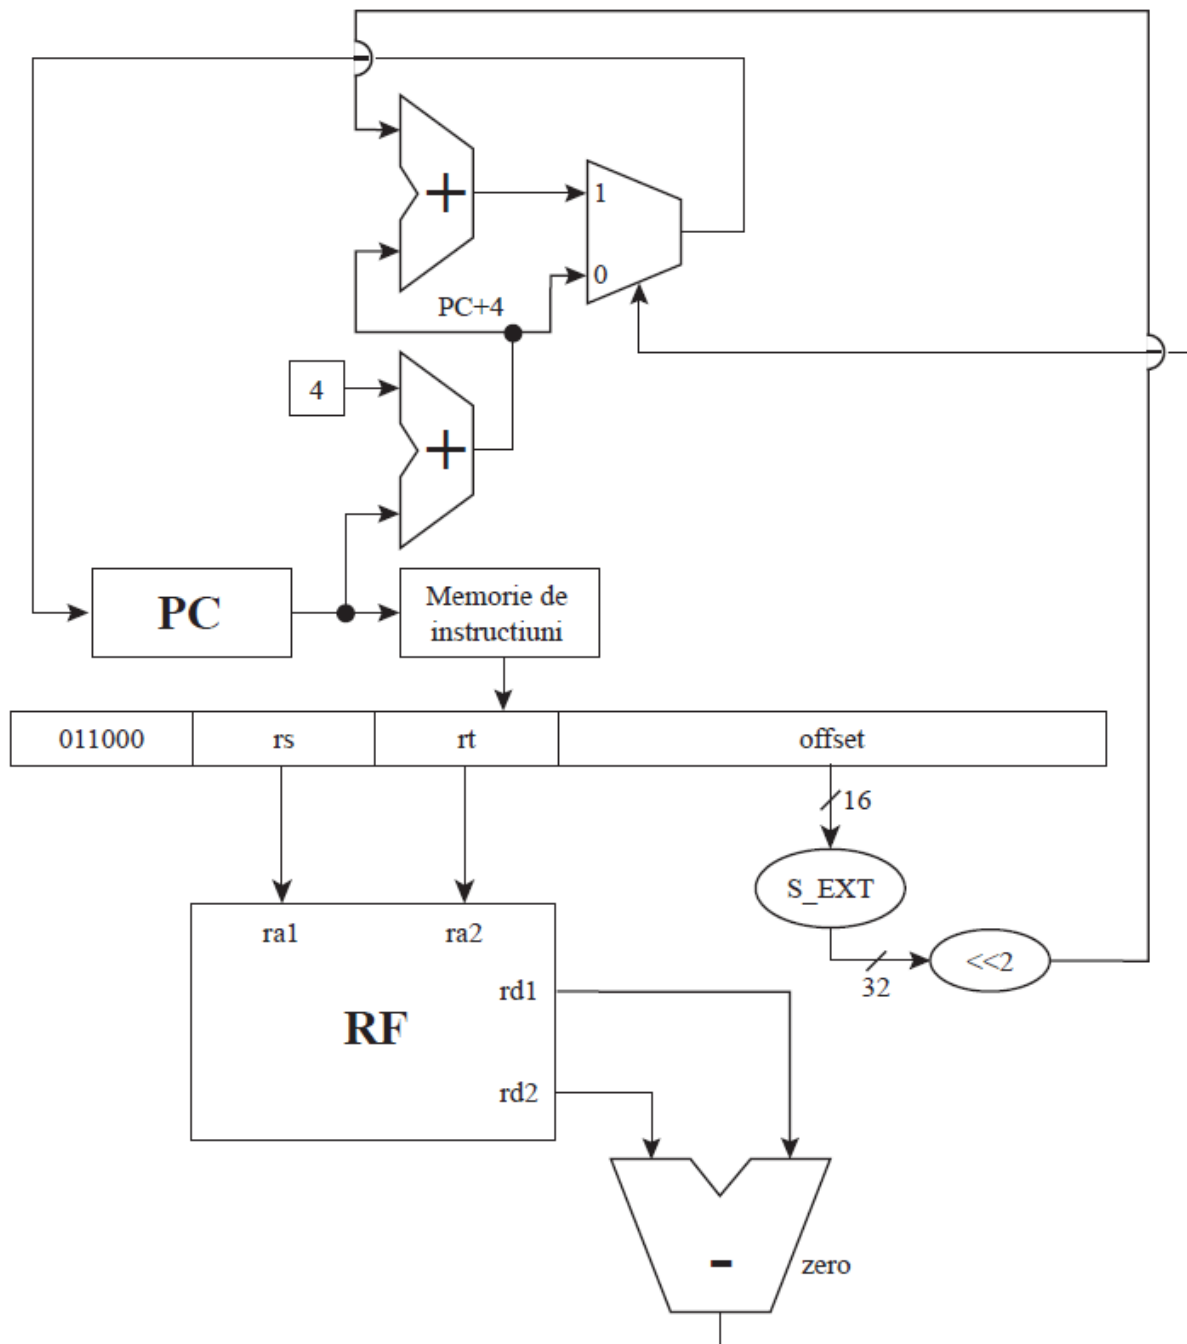 +
1
0
PC+4
4
+
PC
Memorie de
instructiuni
011000 rs rt offset
16
S_EXT
ra1 ra2
<<2
32
rd1
RF
rd2
-
zero